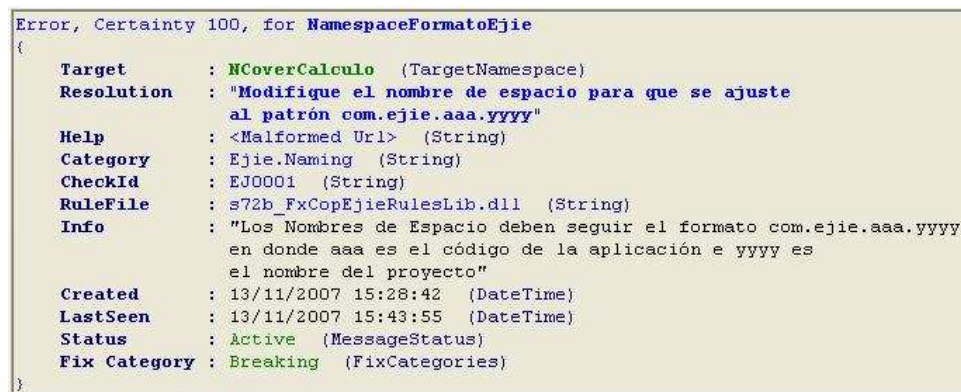 Error, Certainty 100, for NamespaceFormatoEjie
{
Target : NCoverCalculo (TargetNamespace)
Resolution : "Modifique el nombre de espacio para que se ajuste
al patrón com.ejie.aaa.yyyy"
Help : <Malformed Url> (String)
Category : Ejie.Naming (String)
CheckId : EJ0001 (String)
RuleFile : s72b_FxCopEjieRulesLib.dll (String)
Info : "Los Nombres de Espacio deben seguir el formato com.ejie.aaa.yyyy
en donde aaa es el código de la aplicación e yyyy es
el nombre del proyecto"
Created : 13/11/2007 15:28:42 (DateTime)
LastSeen : 13/11/2007 15:43:55 (DateTime)
Status : Active (MessageStatus)
Fix Category : Breaking (FixCategories)
}